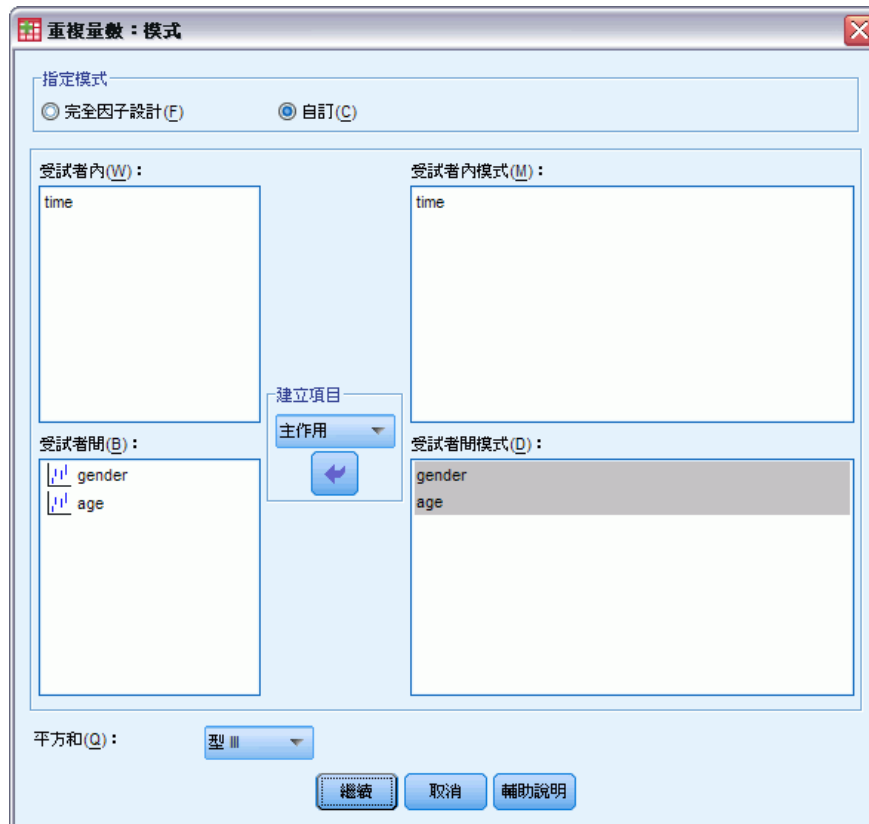 重複量數：模式
指定模式
完全因子設計(F)
自訂(C)
受試者內(W)：
time
受試者內模式(M)：
time
建立項目
主作用
受試者間(B)：
gender
age
受試者間模式(D)：
gender
age
平方和(Q)：
型 III
繼續
取消
輔助說明